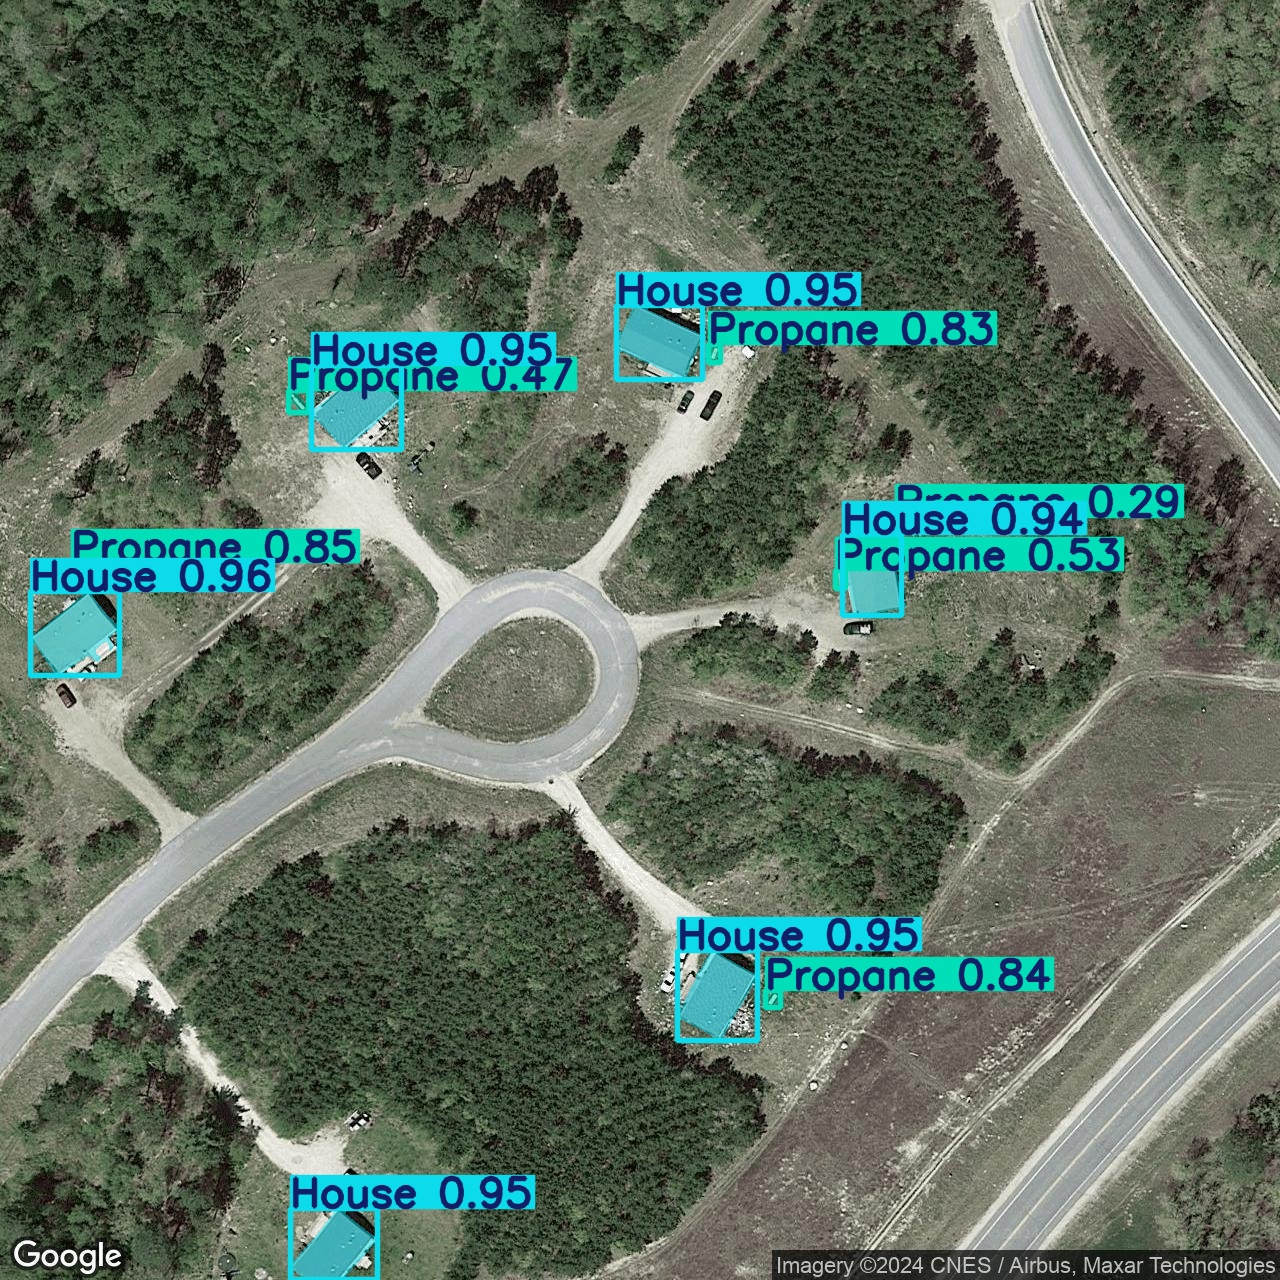 House 0.95
Propane 0.83
House 0.95
Propane 0.47
Propane 0.29
House 0.94
Propane 0.53
Propane 0.85
House 0.96
House 0.95
Propane 0.84
House 0.95
Google
Imagery ©2024 CNES / Airbus, Maxar Technologies